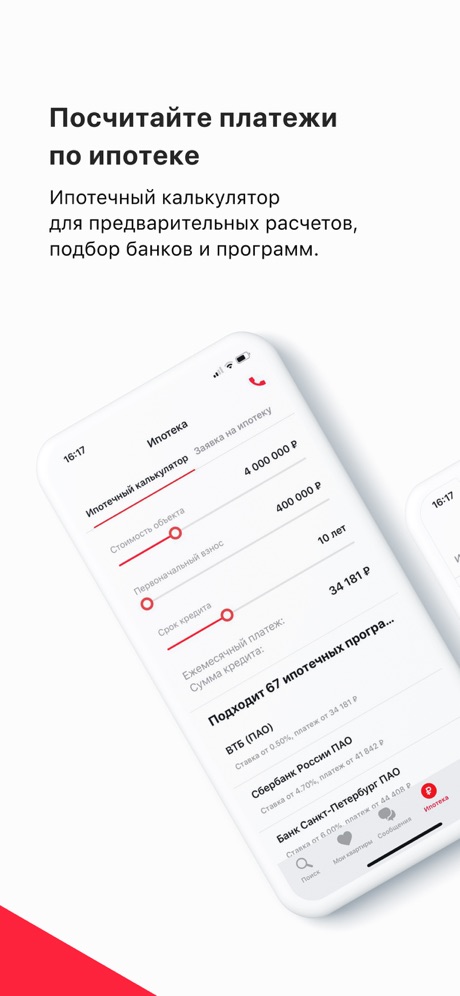 Посчитайте платежи
по ипотеке
Ипотечный калькулятор
для предварительных расчетов,
подбор банков и программ.
16:17
Ипотека
Ипотечный калькулятор Заявка на ипотеку
Стоимость объекта 4 000 000 ₽
Первоначальный взнос 400 000 ₽
Срок кредита 10 лет
Ежемесячный платеж: 34 181 ₽
Сумма кредита:
Подходит 67 ипотечных програ...
ВТБ (ПАО)
Ставка от 0.50%, платеж от 34 181 ₽
Сбербанк России ПАО
Ставка от 4.70%, платеж от 41 842 ₽
Банк Санкт-Петербург ПАО
Ставка от 6.00%, платеж от 44 408 ₽
Поиск Мои квартиры Сообщения Ипотека
16:17